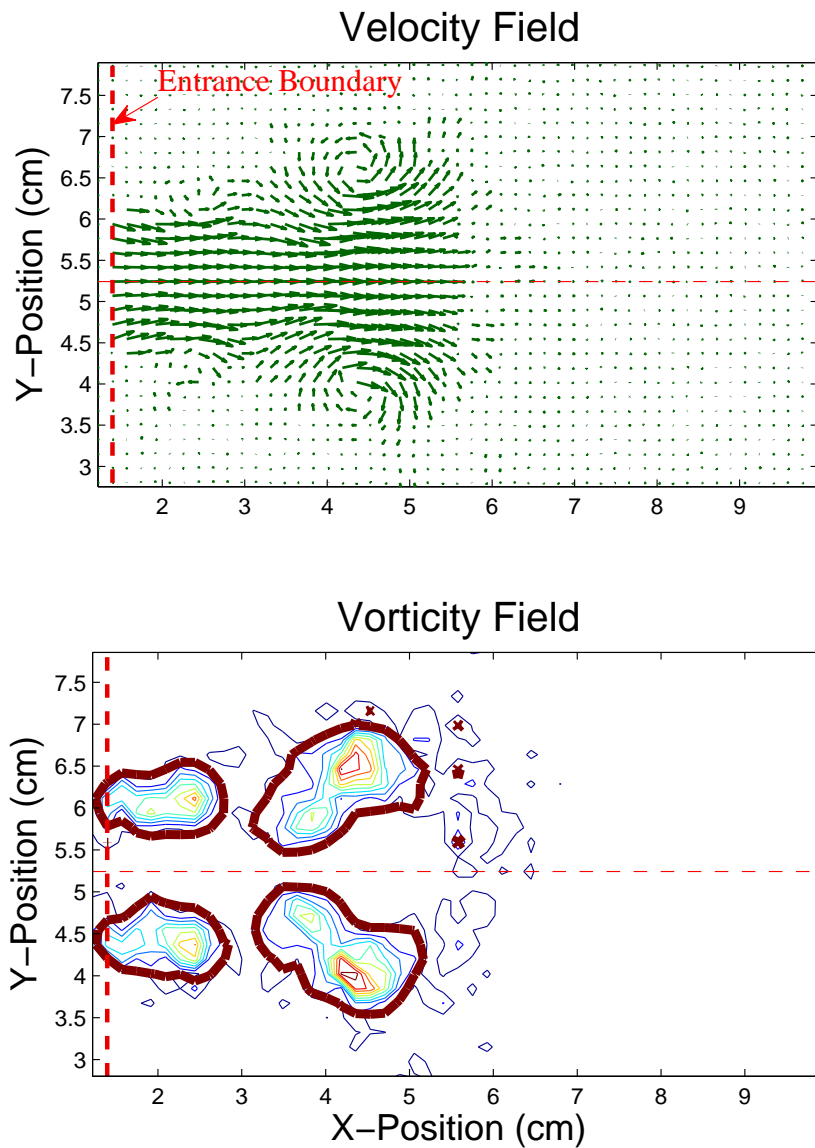 Velocity Field
Entrance Boundary
Y−Position (cm)
7.5
7
6.5
6
5.5
5
4.5
4
3.5
3
2 3 4 5 6 7 8 9
Vorticity Field
Y−Position (cm)
7.5
7
6.5
6
5.5
5
4.5
4
3.5
3
2 3 4 5 6 7 8 9
X−Position (cm)